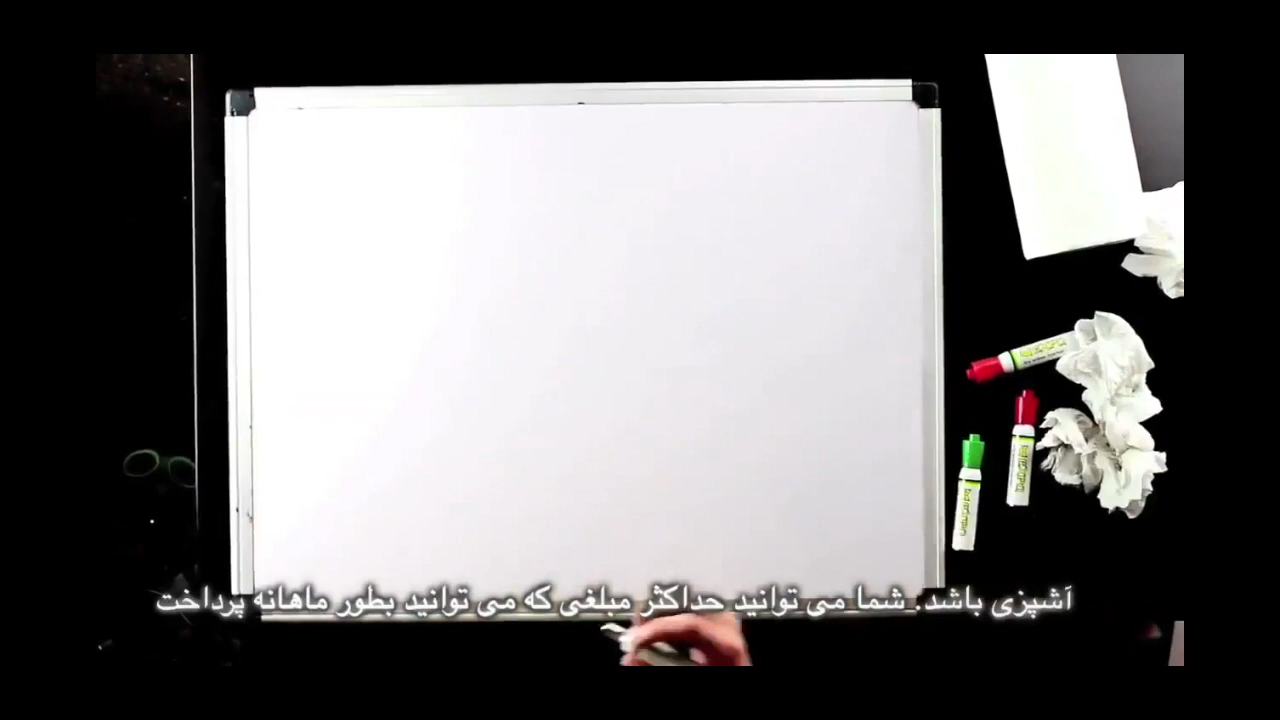 آشپزی باشد. شما می توانید حداکثر مبلغی که می توانید بطور ماهانه پرداخت